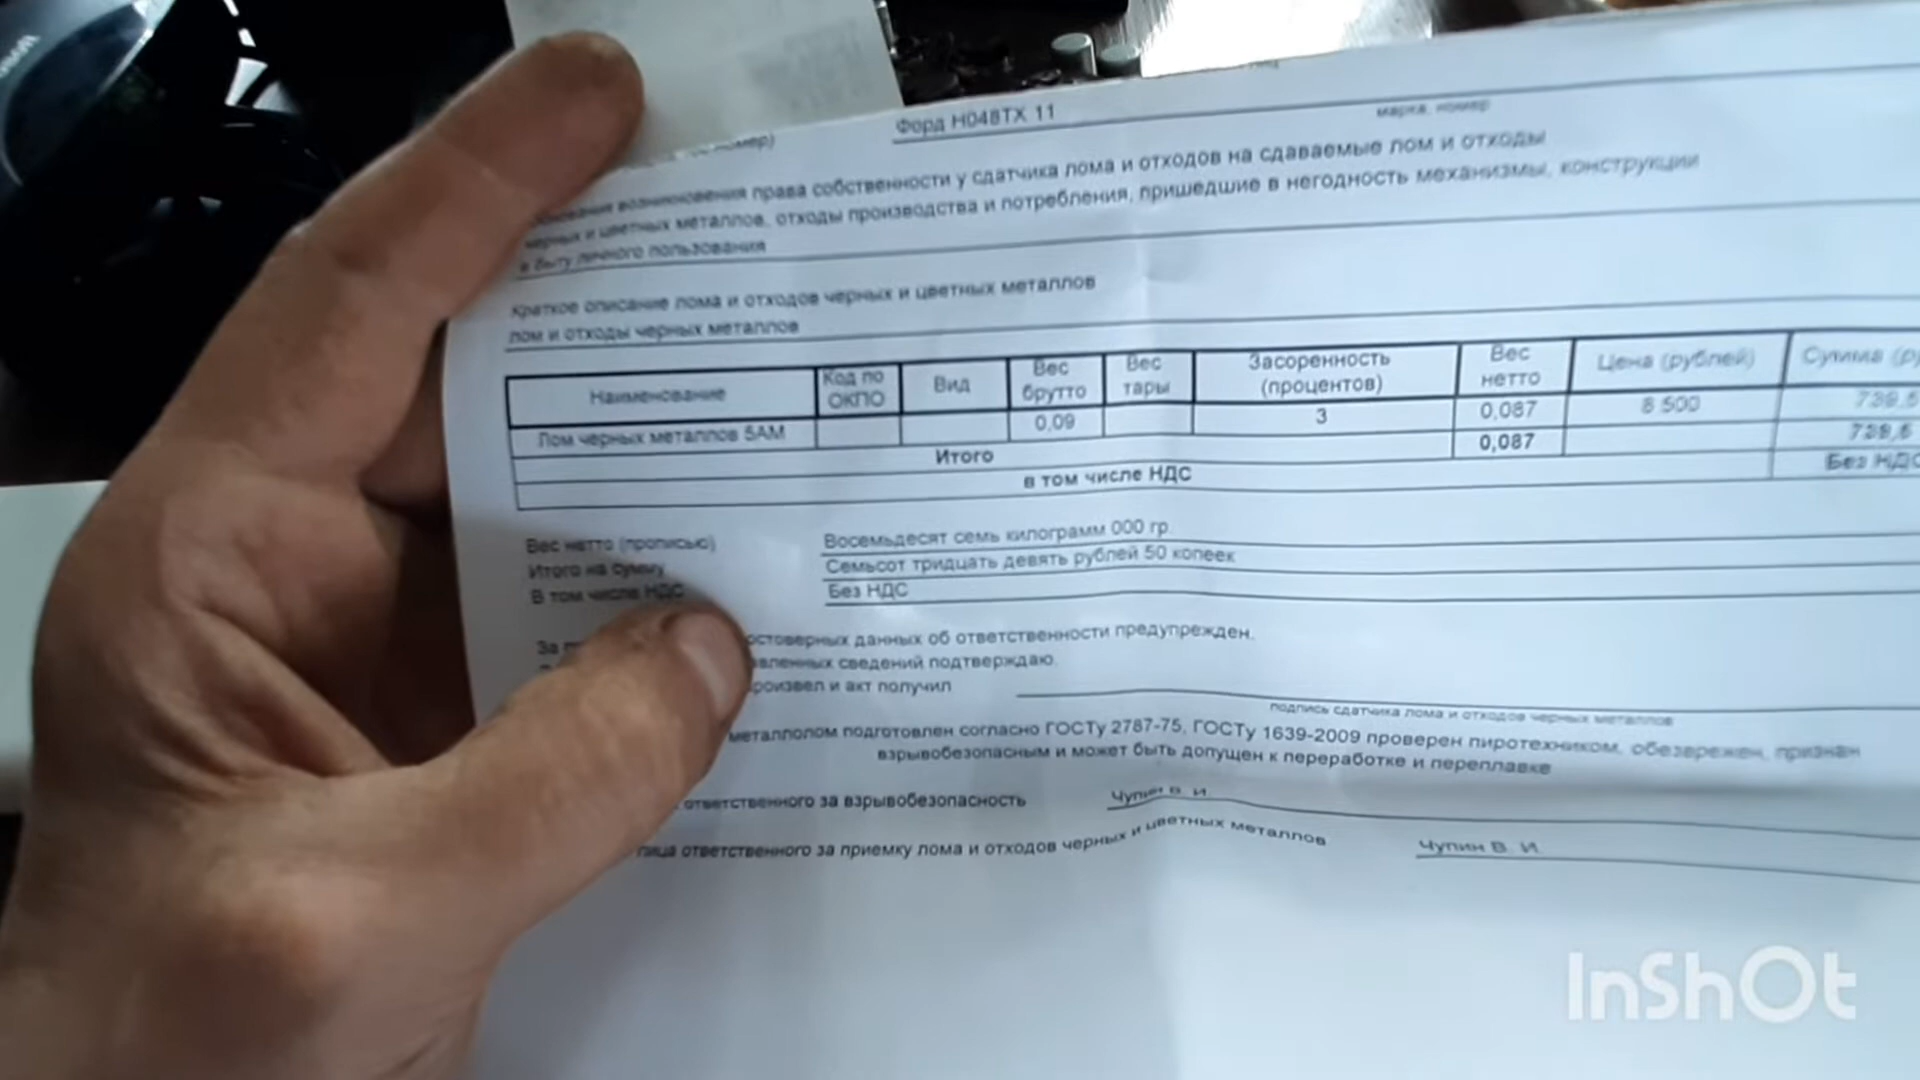 Форд Н048ТХ 11
марка, номер
номер)
возникновения права собственности у сдатчика лома и отходов на сдаваемые лом и отходы
черных и цветных металлов, отходы производства и потребления, пришедшие в негодность механизмы, конструкции
в быту личного пользования
Краткое описание лома и отходов черных и цветных металлов
лом и отходы черных металлов
Наименование Код по ОКПО Вид Вес брутто Вес тары Засоренность (процентов) Вес нетто Цена (рублей) Сумма (ру
Лом черных металлов 5АМ 0,09 3 0,087 8 500 739,5
Итого 0,087 739,5
в том числе НДС Без НДС
Вес нетто (прописью) Восемьдесят семь килограмм 000 гр.
Итого на сумму Семьсот тридцать девять рублей 50 копеек
В том числе НДС Без НДС
За остоверных данных об ответственности предупрежден.
вленных сведений подтверждаю.
роизвел и акт получил
подпись сдатчика лома и отходов черных металлов
металлолом подготовлен согласно ГОСТу 2787-75, ГОСТу 1639-2009 проверен пиротехником, обезврежен, признан
взрывобезопасным и может быть допущен к переработке и переплавке
ответственного за взрывобезопасность Чупин В. И.
лица ответственного за приемку лома и отходов черных и цветных металлов Чупин В. И.
InShOt